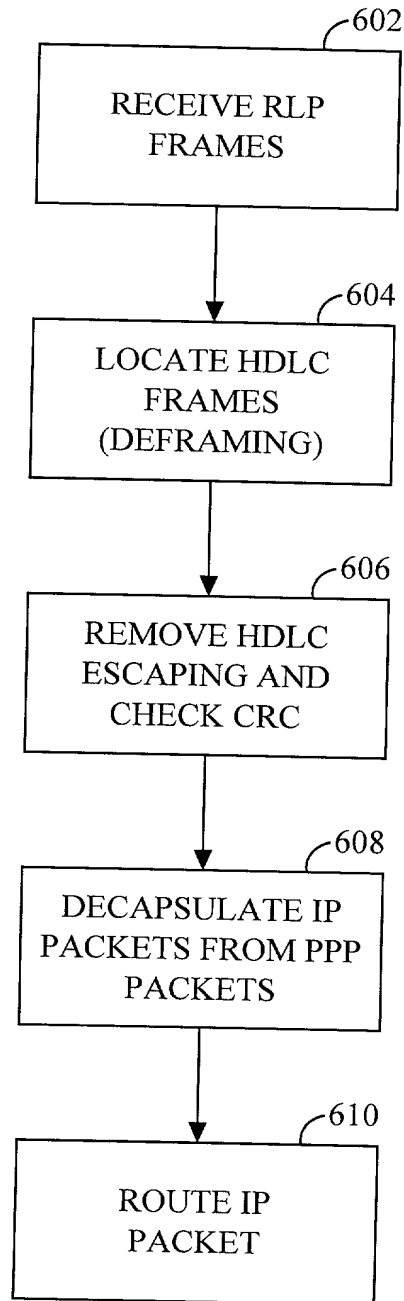 602
RECEIVE RLP
FRAMES
604
LOCATE HDLC
FRAMES
(DEFRAMING)
606
REMOVE HDLC
ESCAPING AND
CHECK CRC
608
DECAPSULATE IP
PACKETS FROM PPP
PACKETS
610
ROUTE IP
PACKET